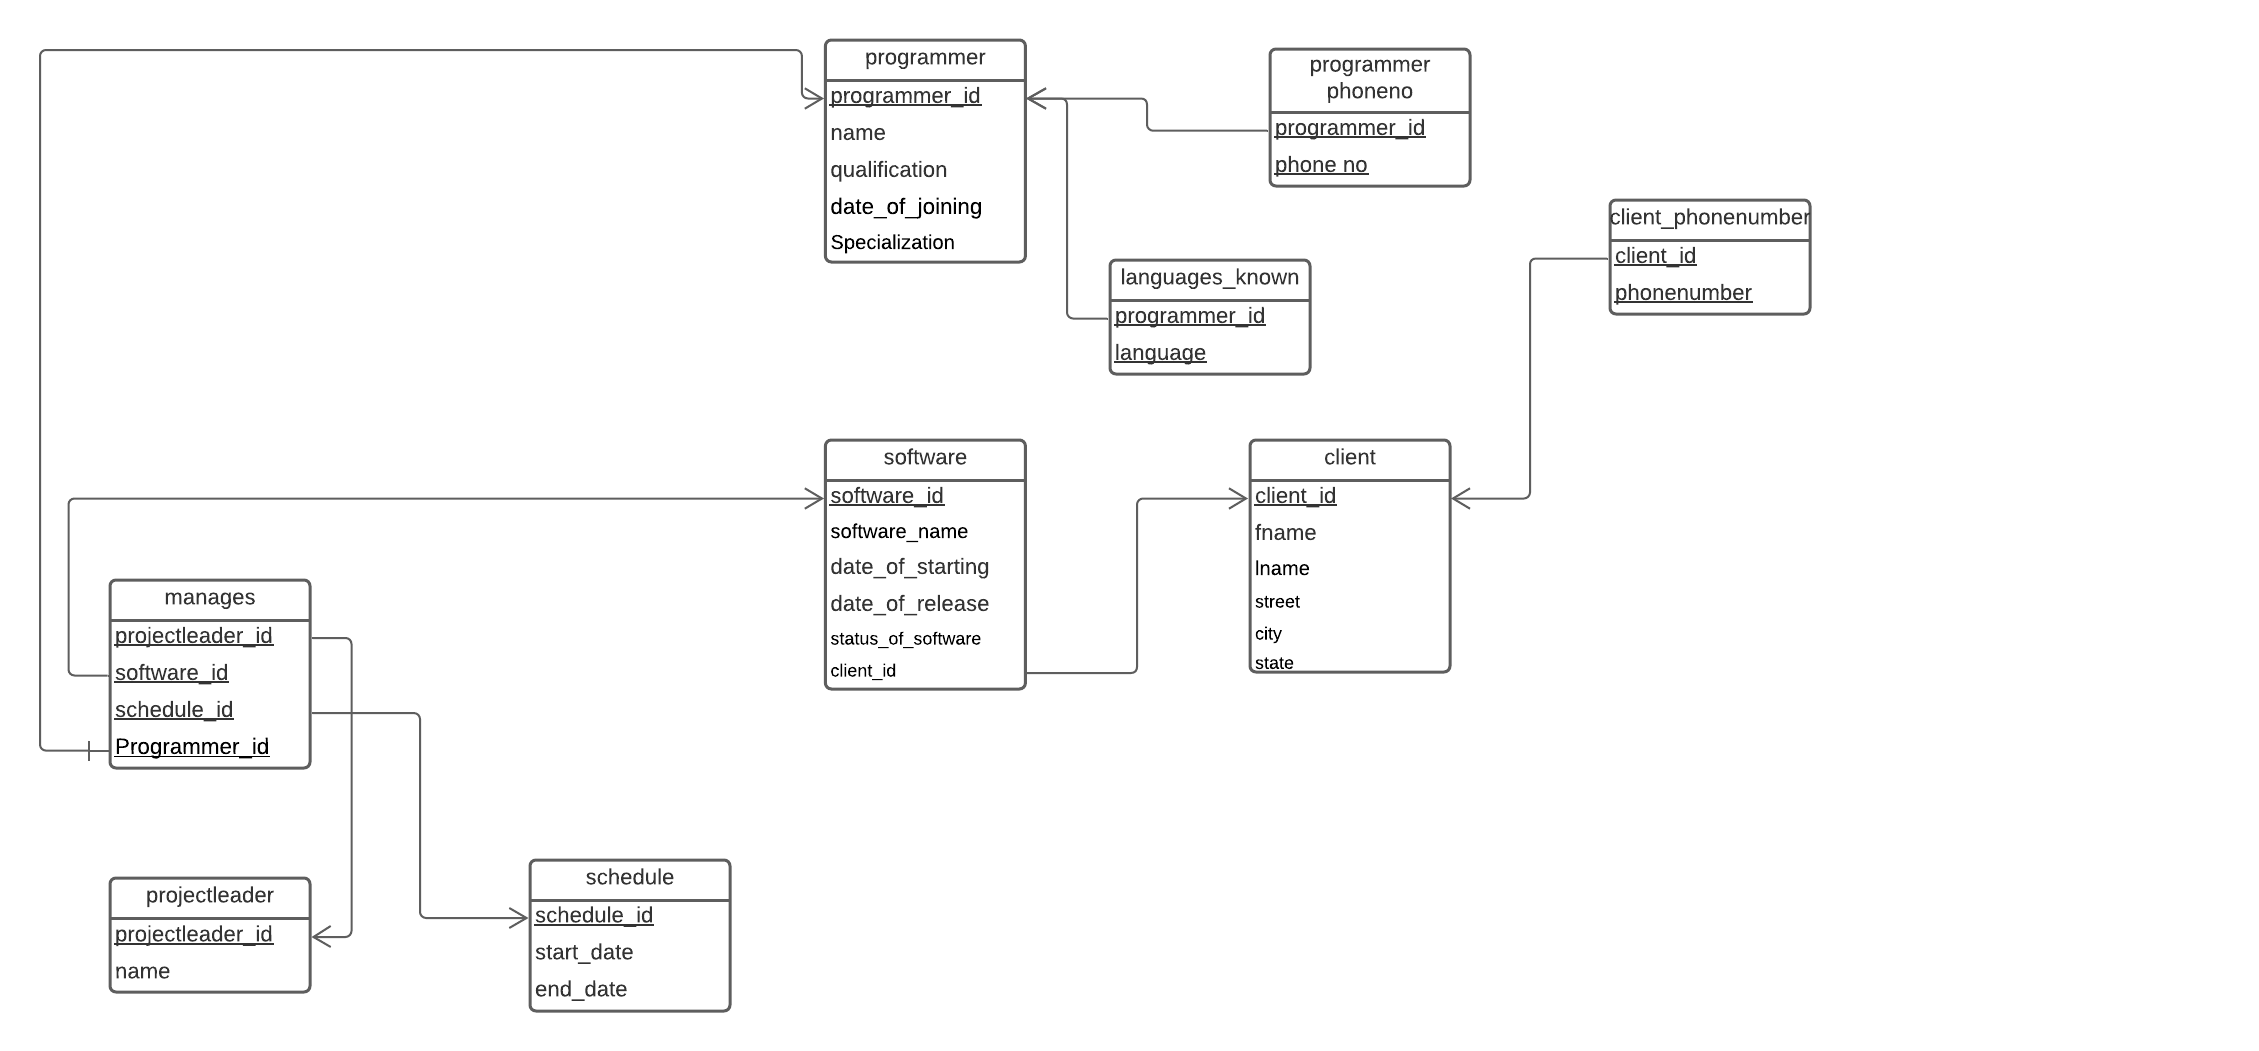 programmer
programmer_id
name
qualification
date_of_joining
Specialization
programmer
phoneno
programmer_id
phone no
client_phonenumber
client_id
phonenumber
languages_known
programmer_id
language
software
software_id
software_name
date_of_starting
date_of_release
status_of_software
client_id
client
client_id
fname
lname
street
city
state
manages
projectleader_id
software_id
schedule_id
Programmer_id
projectleader
projectleader_id
name
schedule
schedule_id
start_date
end_date